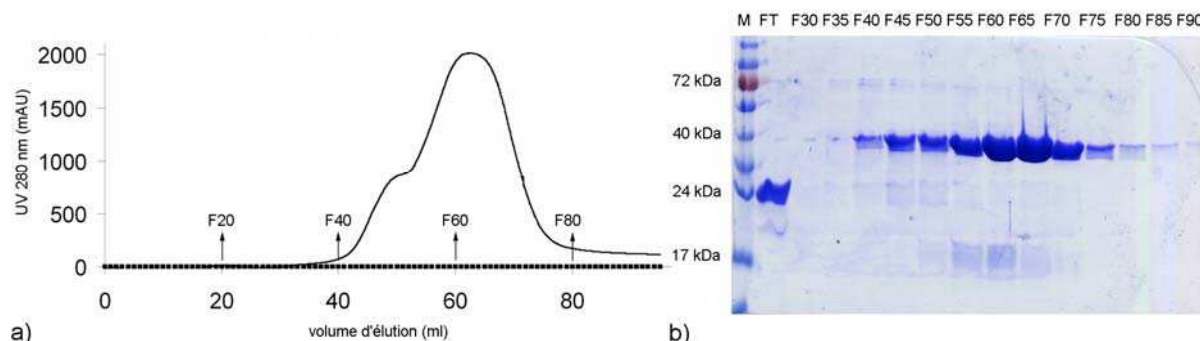 2000
1500
1000
500
0
UV 280 nm (mAU)
F20
F40
F60
F80
0 20 40 60 80
volume d'élution (ml)
a)
M FT F30 F35 F40 F45 F50 F55 F60 F65 F70 F75 F80 F85 F90
72 kDa
40 kDa
24 kDa
17 kDa
b)